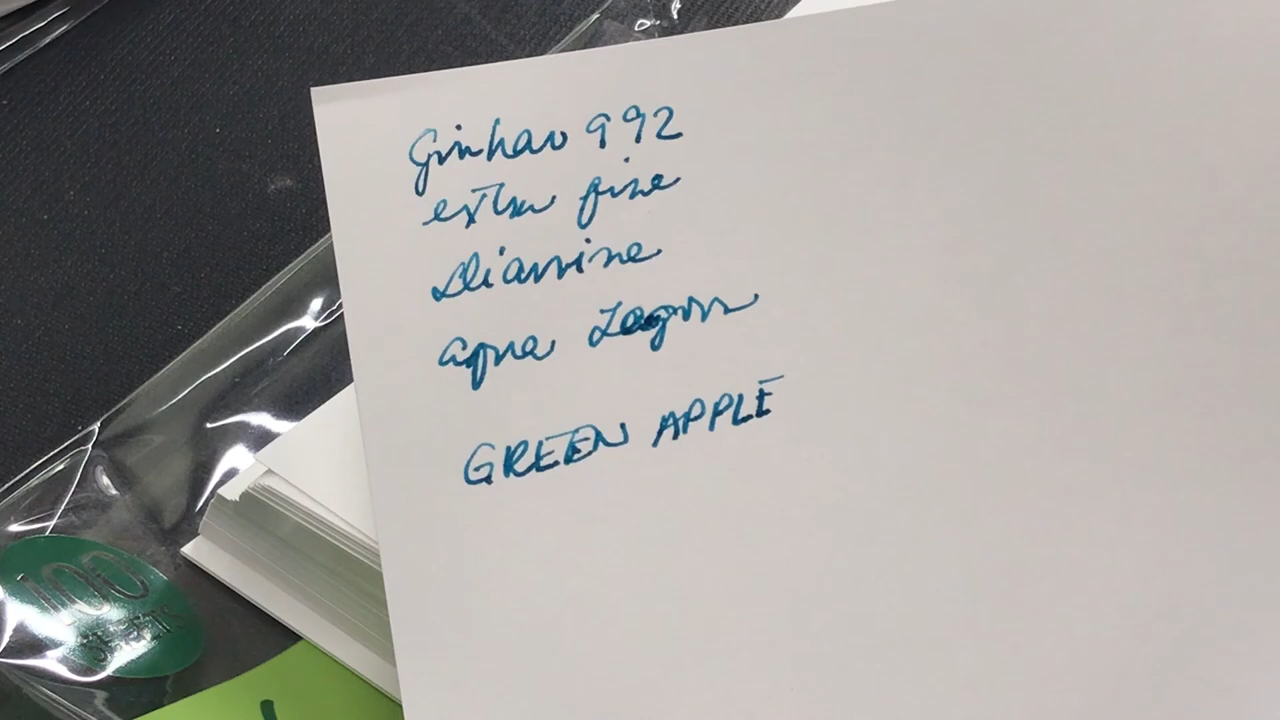 Jinhao 992
extra fine
Diamine
aqua Lagoon
GREEN APPLE
100
SHEETS